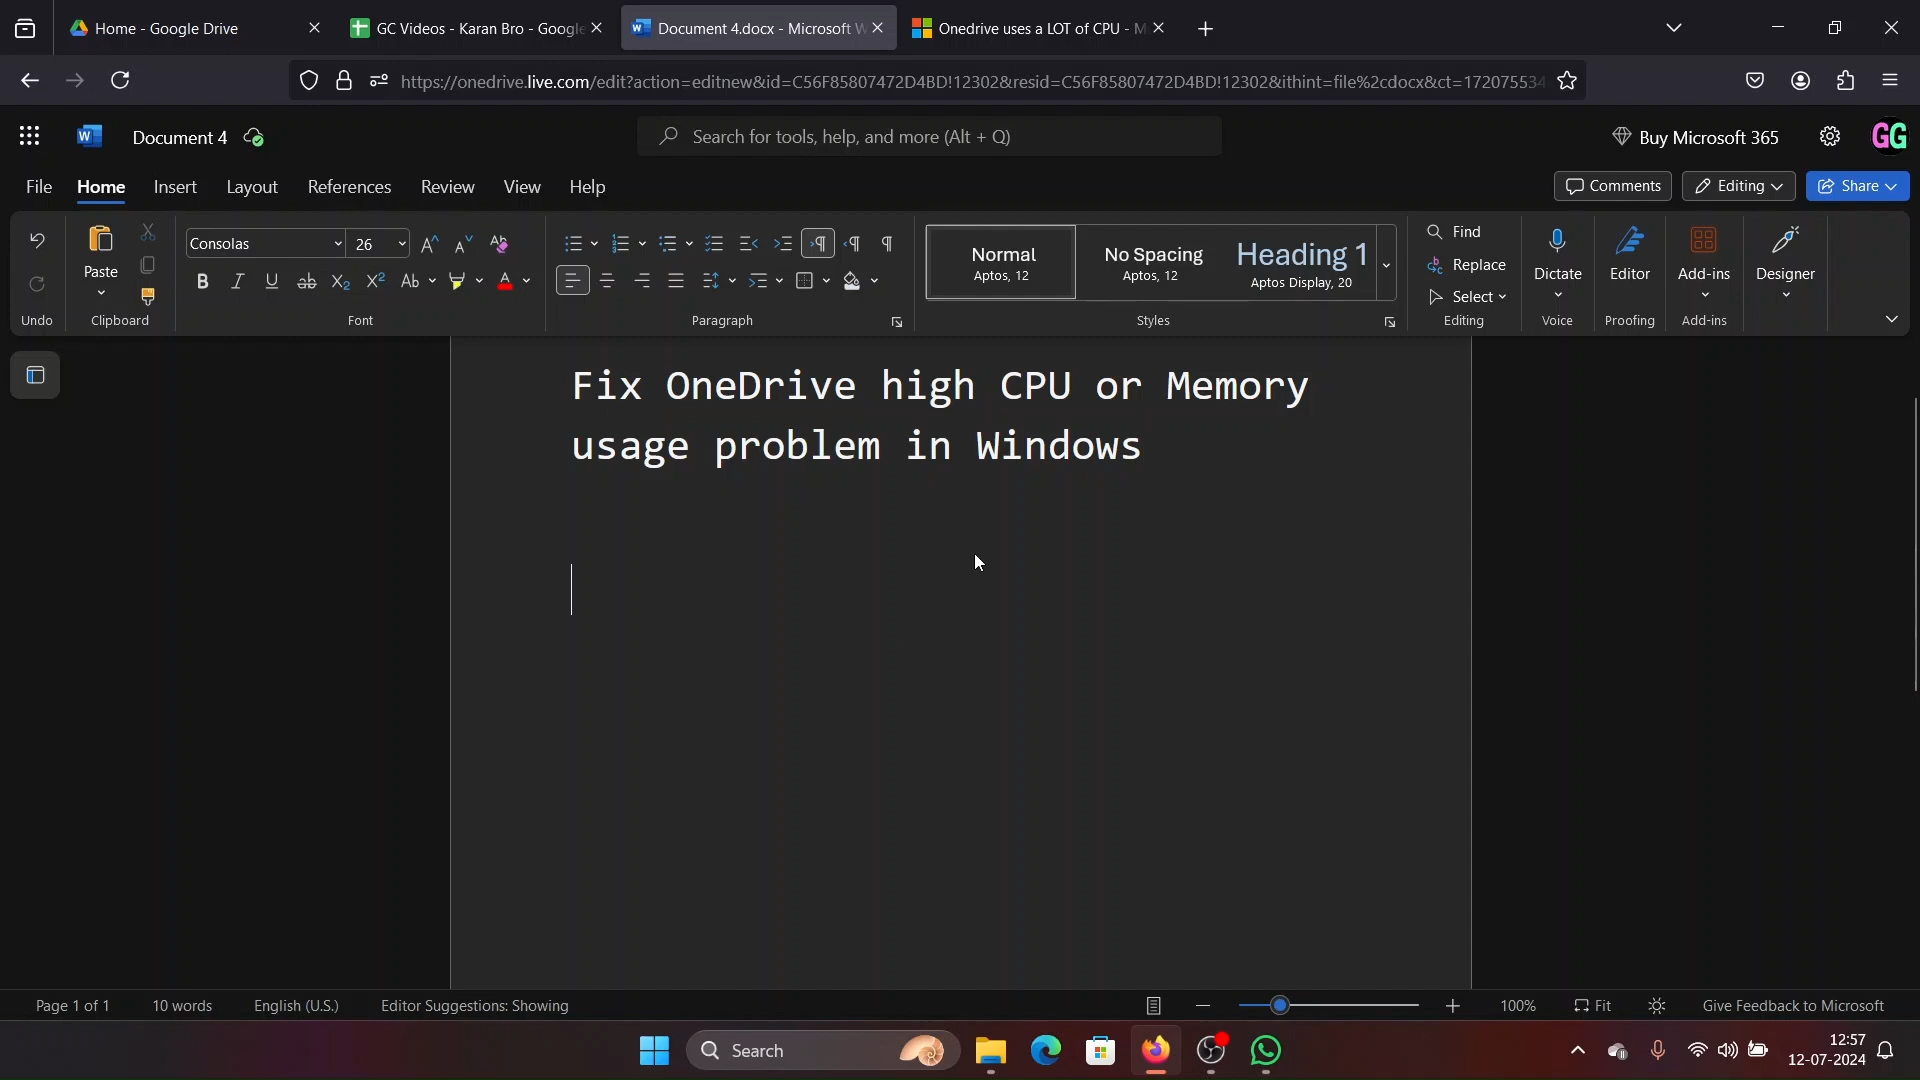 Home - Google Drive
GC Videos - Karan Bro - Google
Document 4.docx - Microsoft W
Onedrive uses a LOT of CPU - M
https://onedrive.live.com/edit?action=editnew&id=C56F85807472D4BD!12302&resid=C56F85807472D4BD!12302&ithint=file%2cdocx&ct=172075534
W
Document 4
Search for tools, help, and more (Alt + Q)
Buy Microsoft 365
GG
File Home Insert Layout References Review View Help
Comments
Editing
Share
Consolas
26
Paste
Undo
Clipboard
Font
Paragraph
Normal
Aptos, 12
No Spacing
Aptos, 12
Heading 1
Aptos Display, 20
Styles
Find
Replace
Select
Editing
Dictate
Voice
Editor
Proofing
Add-ins
Add-ins
Designer
Fix OneDrive high CPU or Memory
usage problem in Windows
Page 1 of 1
10 words
English (U.S.)
Editor Suggestions: Showing
100%
Fit
Give Feedback to Microsoft
Search
12:57
12-07-2024